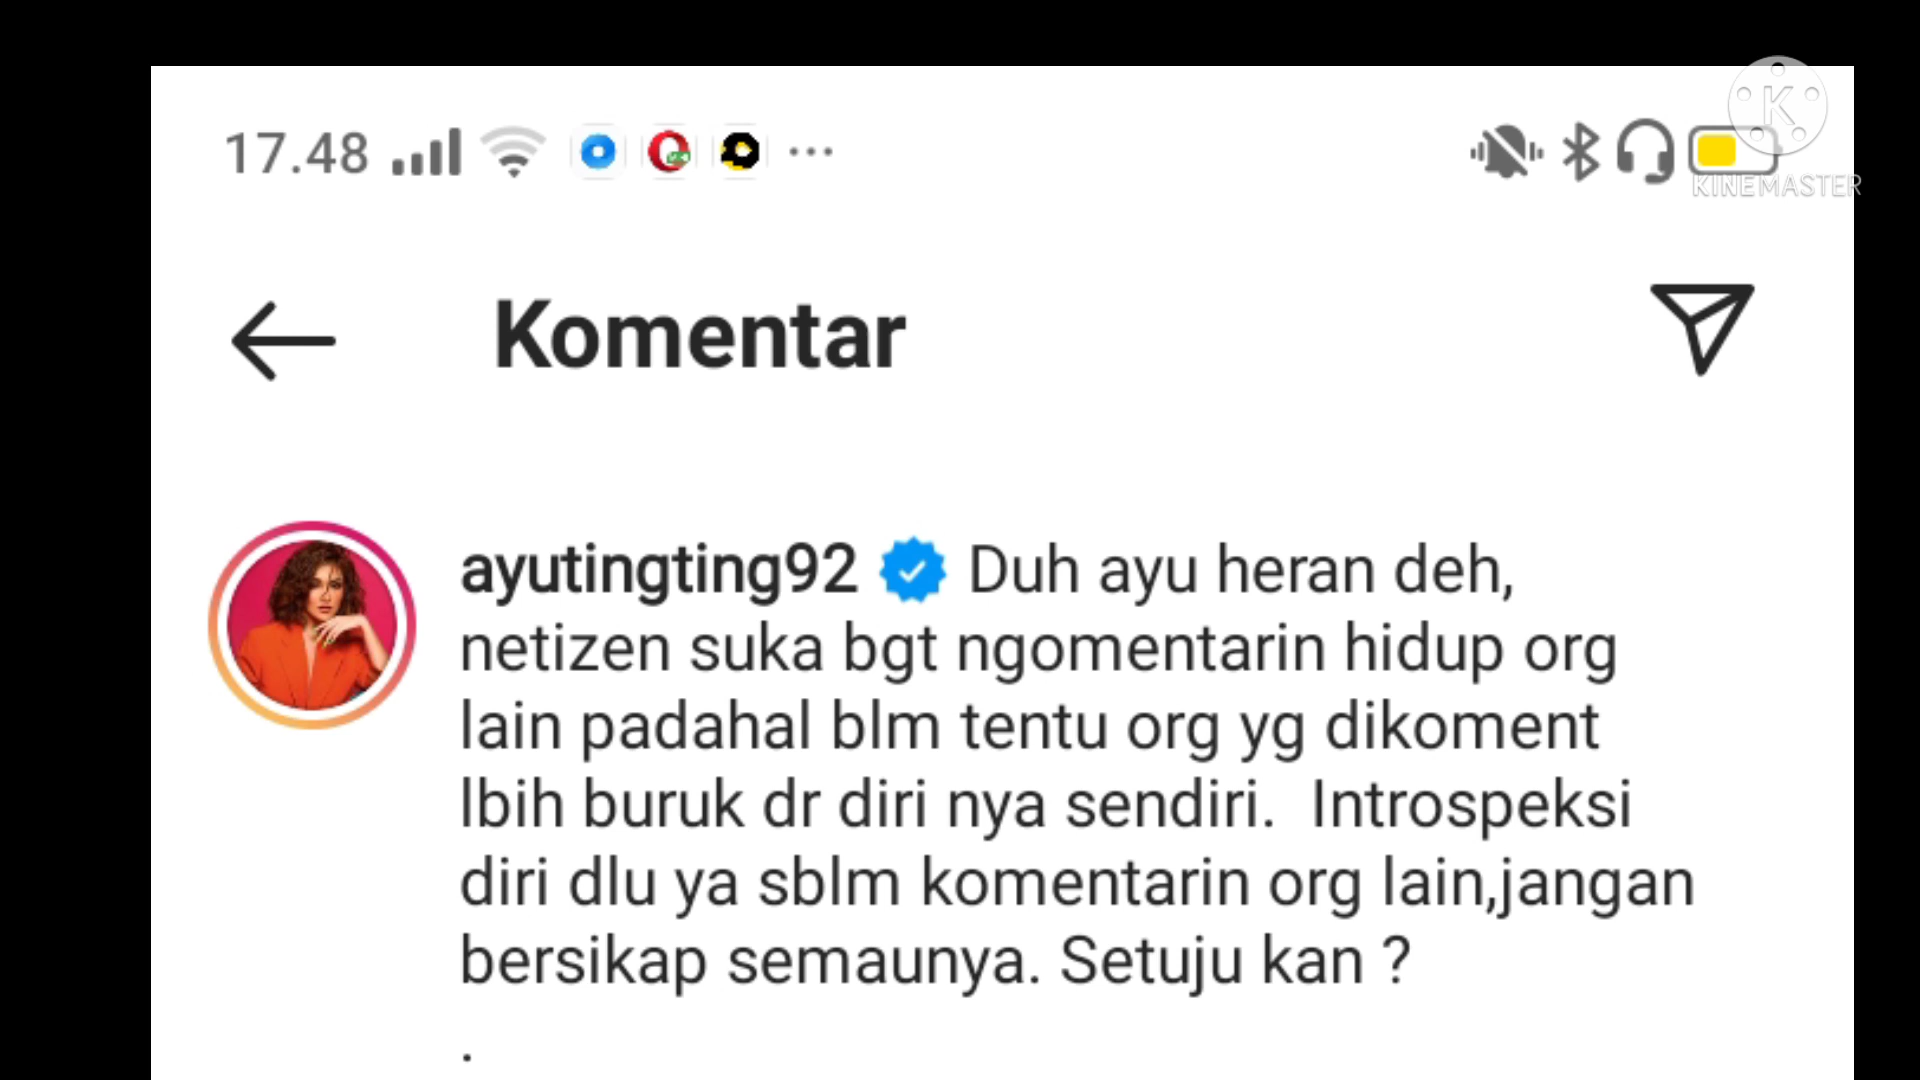 17.48
KINEMASTER
Komentar
ayutingting92 Duh ayu heran deh,
netizen suka bgt ngomentarin hidup org
lain padahal blm tentu org yg dikoment
lbih buruk dr diri nya sendiri. Introspeksi
diri dlu ya sblm komentarin org lain,jangan
bersikap semaunya. Setuju kan ?
.